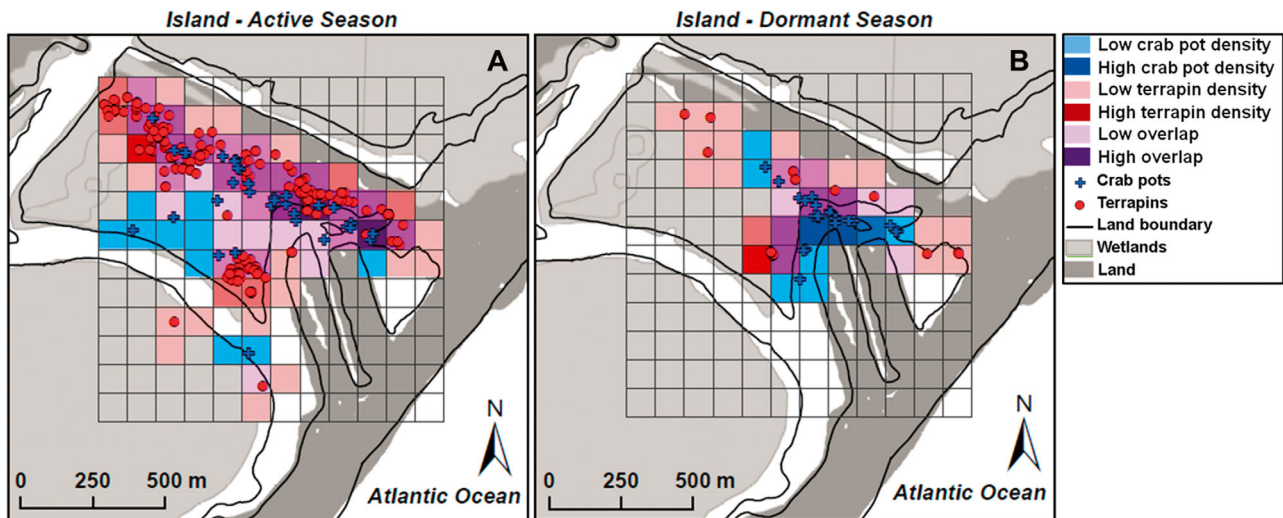 Island - Active Season
Island - Dormant Season
A
B
Low crab pot density
High crab pot density
Low terrapin density
High terrapin density
Low overlap
High overlap
Crab pots
Terrapins
Land boundary
Wetlands
Land
N
0 250 500 m
Atlantic Ocean
N
0 250 500 m
Atlantic Ocean